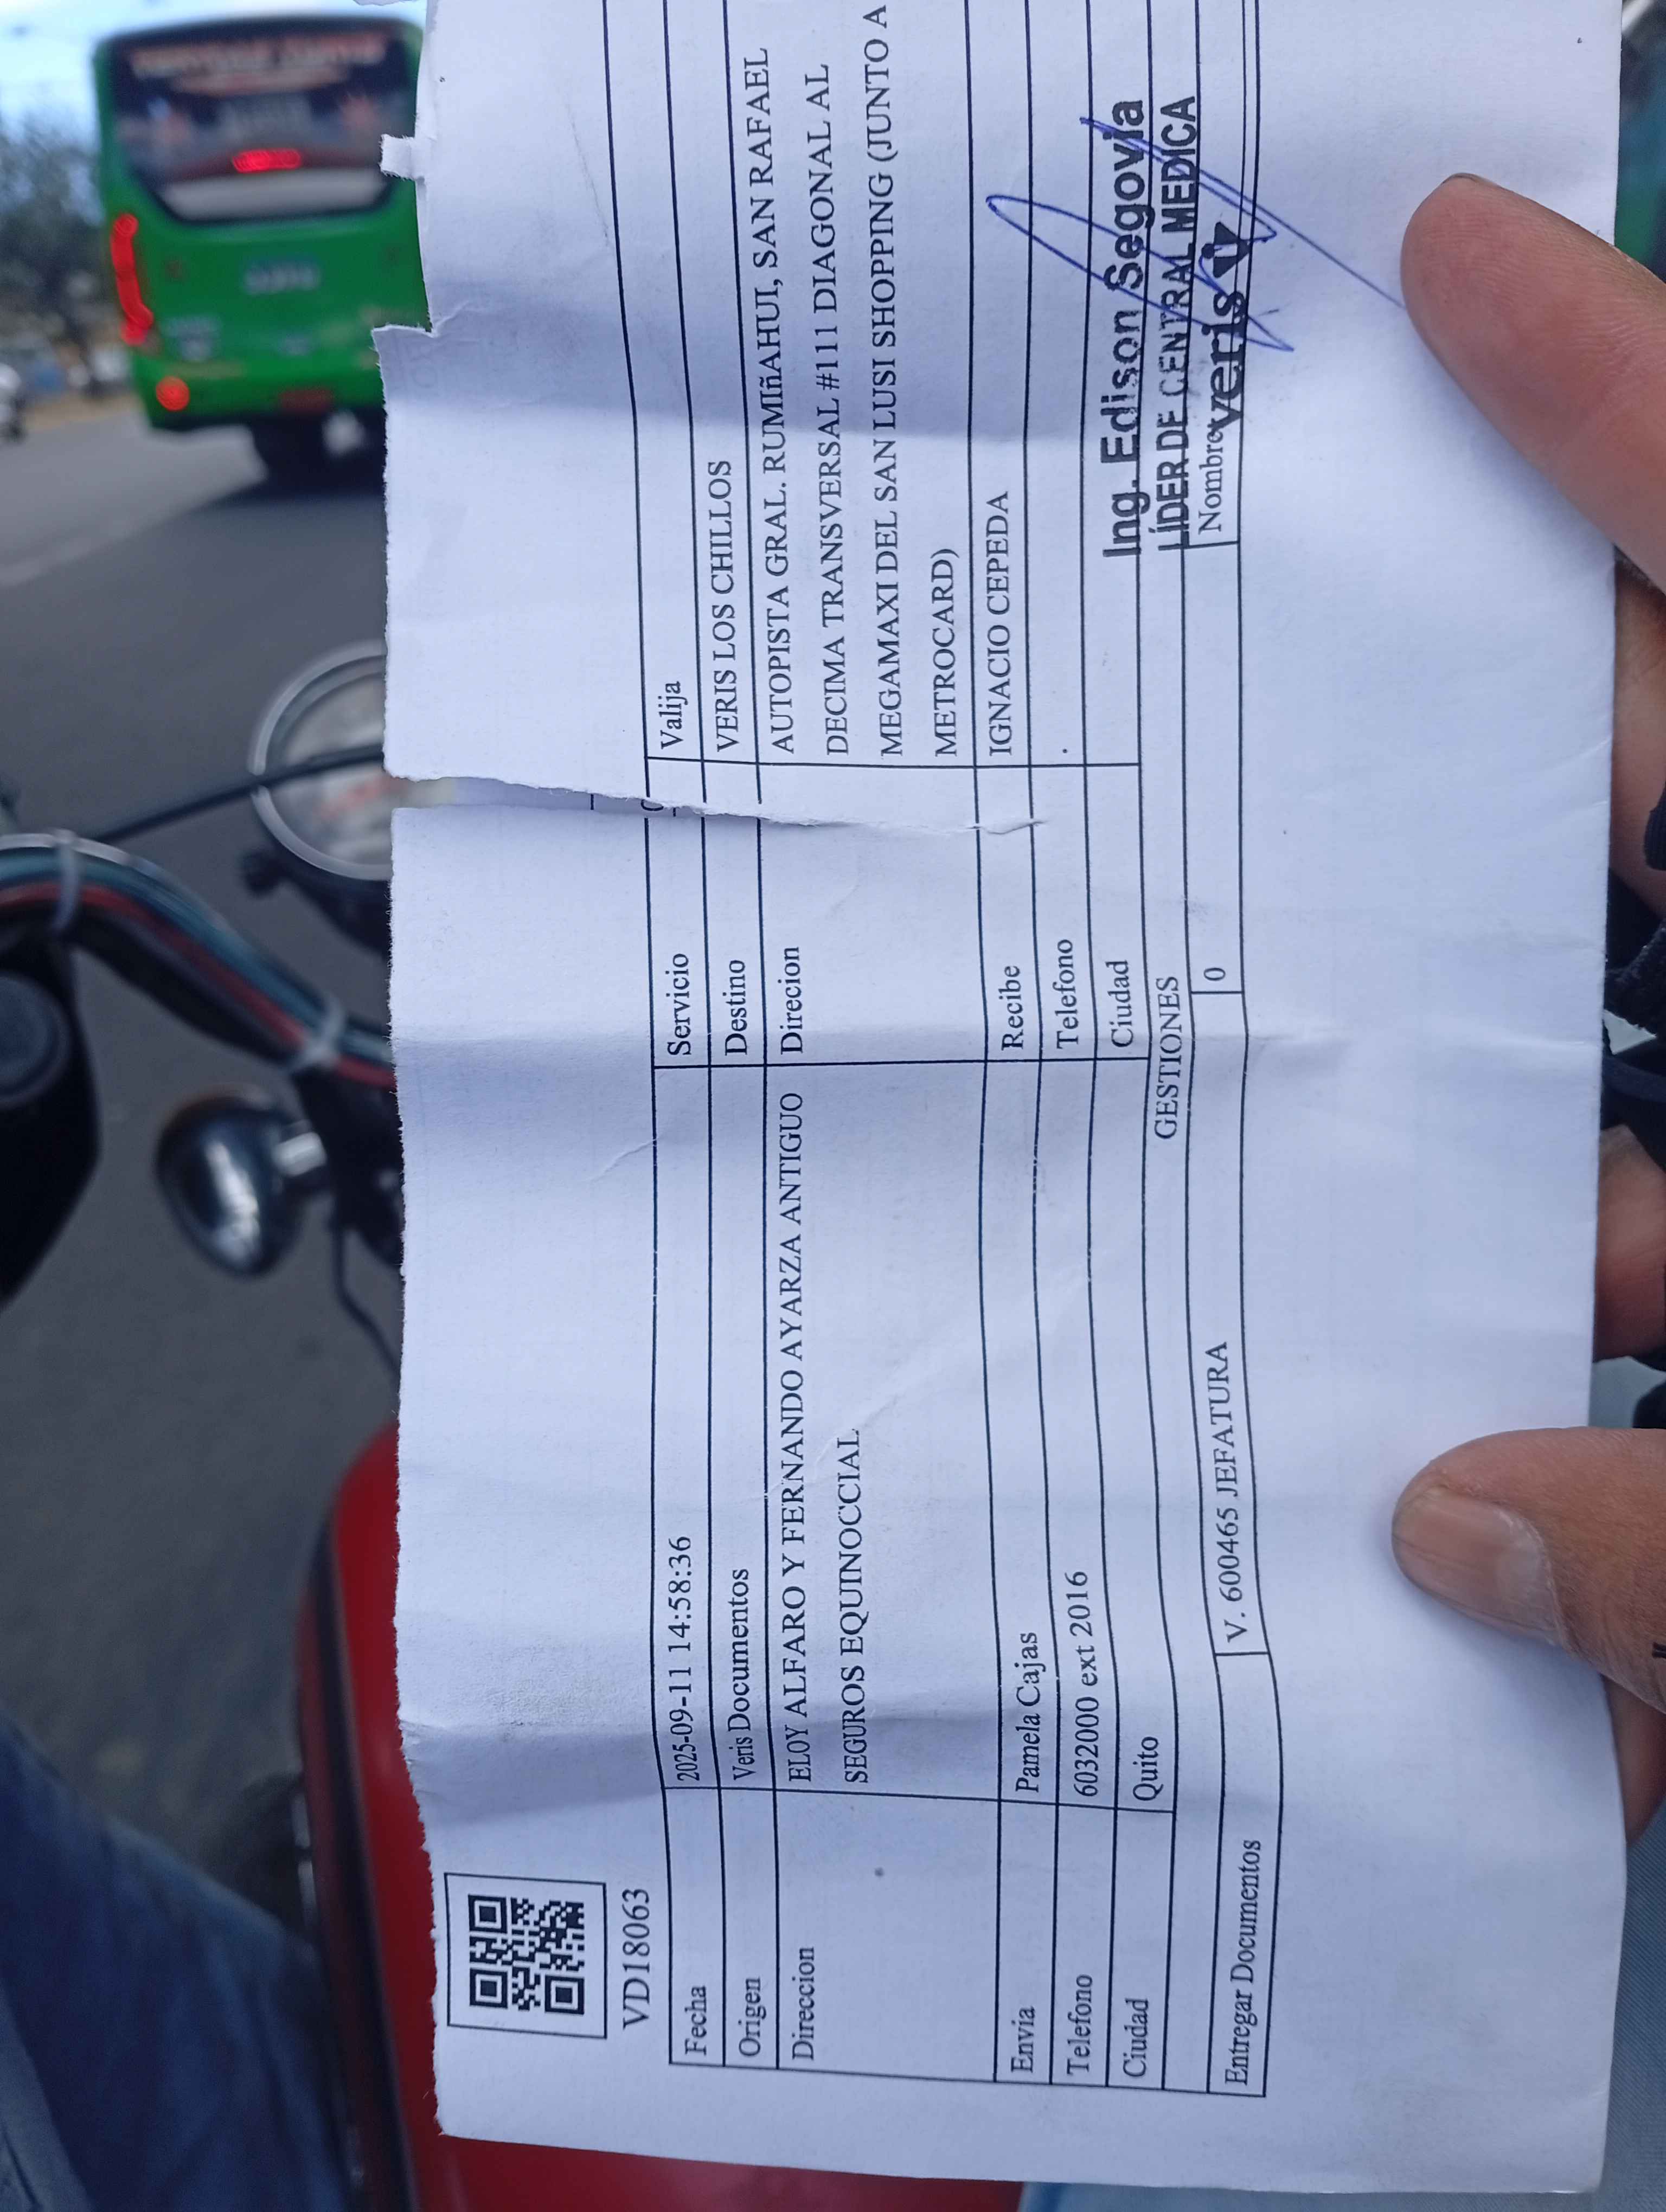 VD18063
Fecha 2025-09-11 14:58:36 Servicio Valija
Origen Veris Documentos Destino VERIS LOS CHILLOS
Direccion ELOY ALFARO Y FERNANDO AYARZA ANTIGUO Direcion AUTOPISTA GRAL. RUMIñAHUI, SAN RAFAEL
SEGUROS EQUINOCCIAL DECIMA TRANSVERSAL #111 DIAGONAL AL
MEGAMAXI DEL SAN LUSI SHOPPING (JUNTO A
METROCARD)
Envia Pamela Cajas Recibe IGNACIO CEPEDA
Telefono 6032000 ext 2016 Telefono .
Ciudad Quito Ciudad
GESTIONES
Entregar Documentos V. 600465 JEFATURA 0 Nombre
Ing. Edison Segovia
LÍDER DE CENTRAL MEDICA
veris